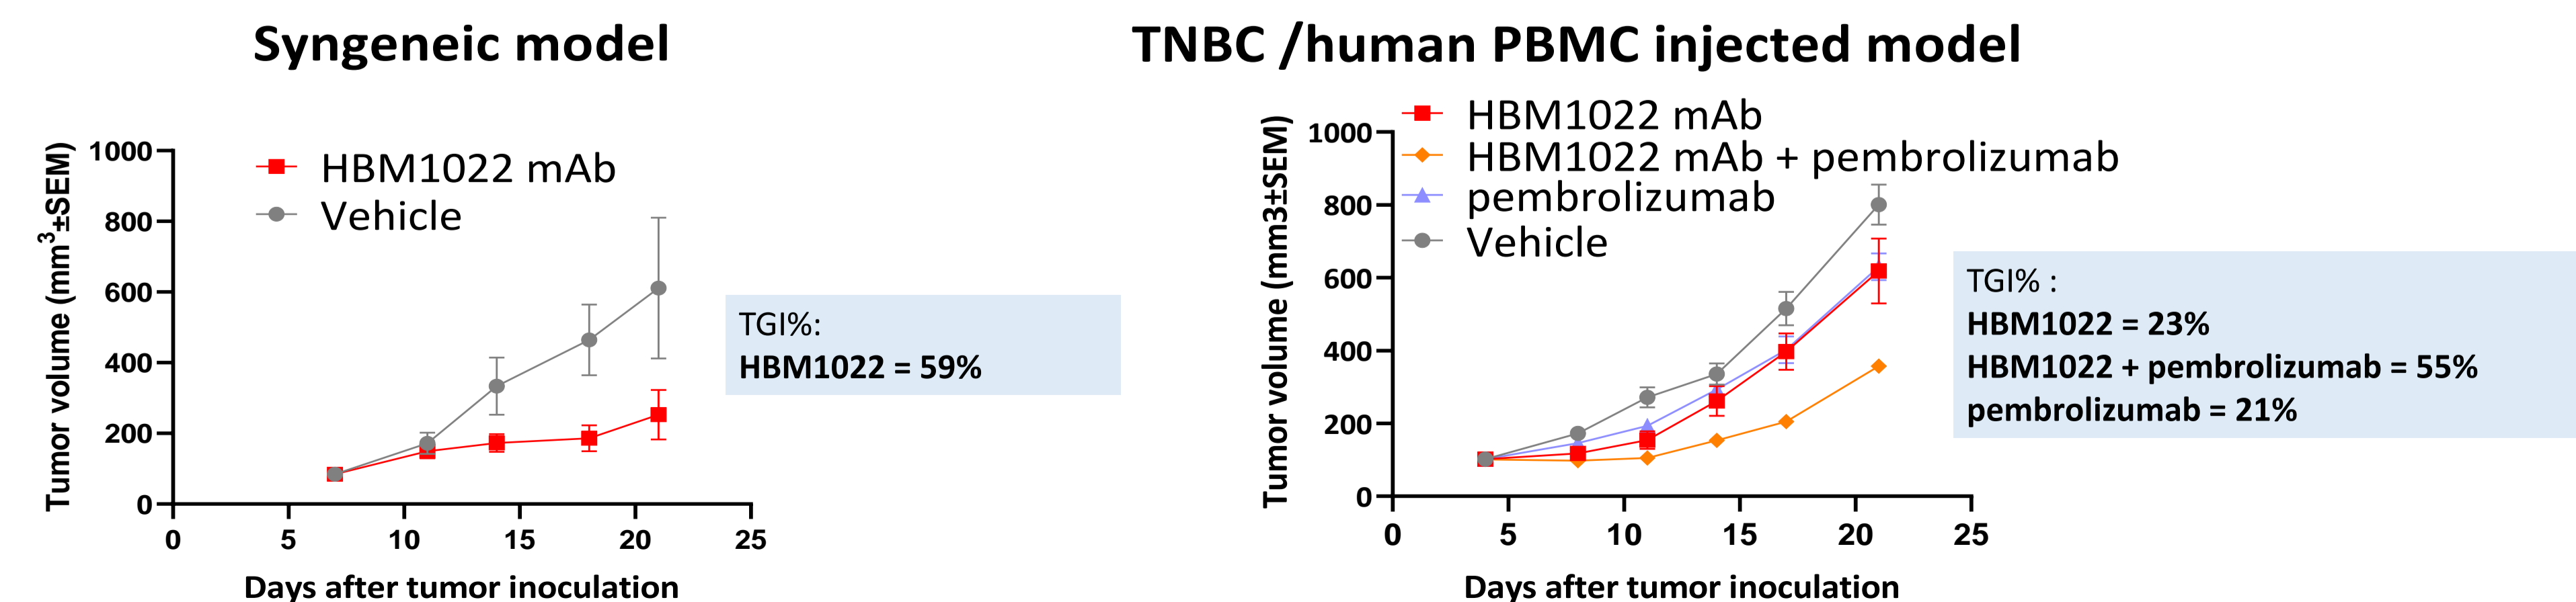 Syngeneic model
Tumor volume (mm³±SEM)
1000
800
600
400
200
0
HBM1022 mAb
Vehicle
0 5 10 15 20 25
Days after tumor inoculation
TGI%:
HBM1022 = 59%
TNBC /human PBMC injected model
Tumor volume (mm3±SEM)
1000
800
600
400
200
0
HBM1022 mAb
HBM1022 mAb + pembrolizumab
pembrolizumab
Vehicle
0 5 10 15 20 25
Days after tumor inoculation
TGI% :
HBM1022 = 23%
HBM1022 + pembrolizumab = 55%
pembrolizumab = 21%